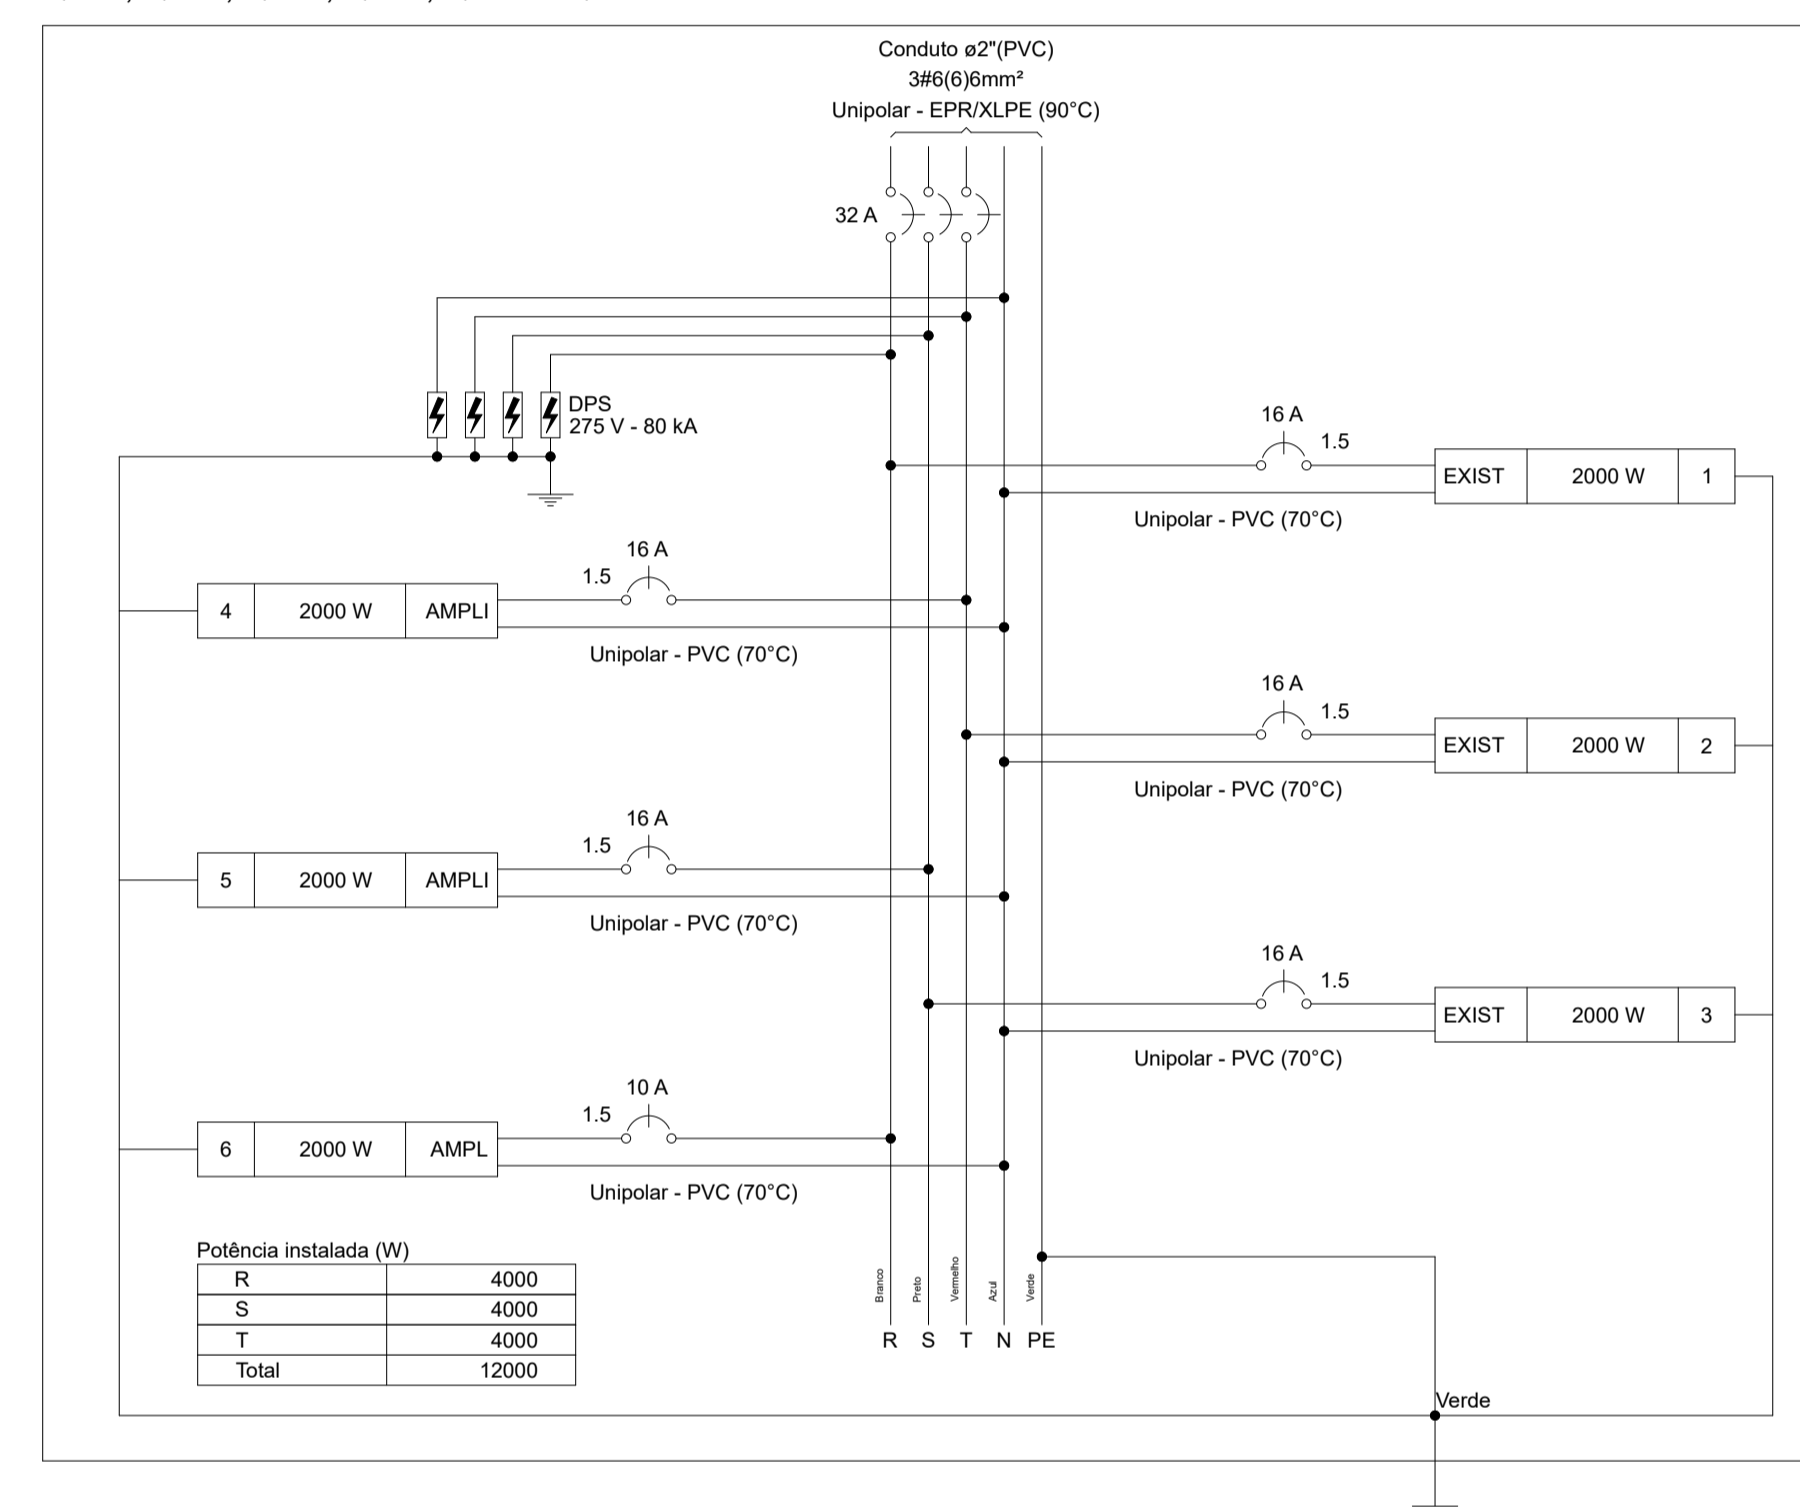 Conduto ø2"(PVC)
3#6(6)6mm²
Unipolar - EPR/XLPE (90°C)
32 A
DPS
275 V - 80 kA
16 A
1.5
EXIST 2000 W 1
Unipolar - PVC (70°C)
16 A
1.5
4 2000 W AMPLI
Unipolar - PVC (70°C)
16 A
1.5
EXIST 2000 W 2
Unipolar - PVC (70°C)
16 A
1.5
5 2000 W AMPLI
Unipolar - PVC (70°C)
16 A
1.5
EXIST 2000 W 3
Unipolar - PVC (70°C)
10 A
1.5
6 2000 W AMPL
Unipolar - PVC (70°C)
Potência instalada (W)
R 4000
S 4000
T 4000
Total 12000
Branco
Preto
Vermelho
Azul
Verde
R S T N PE
Verde